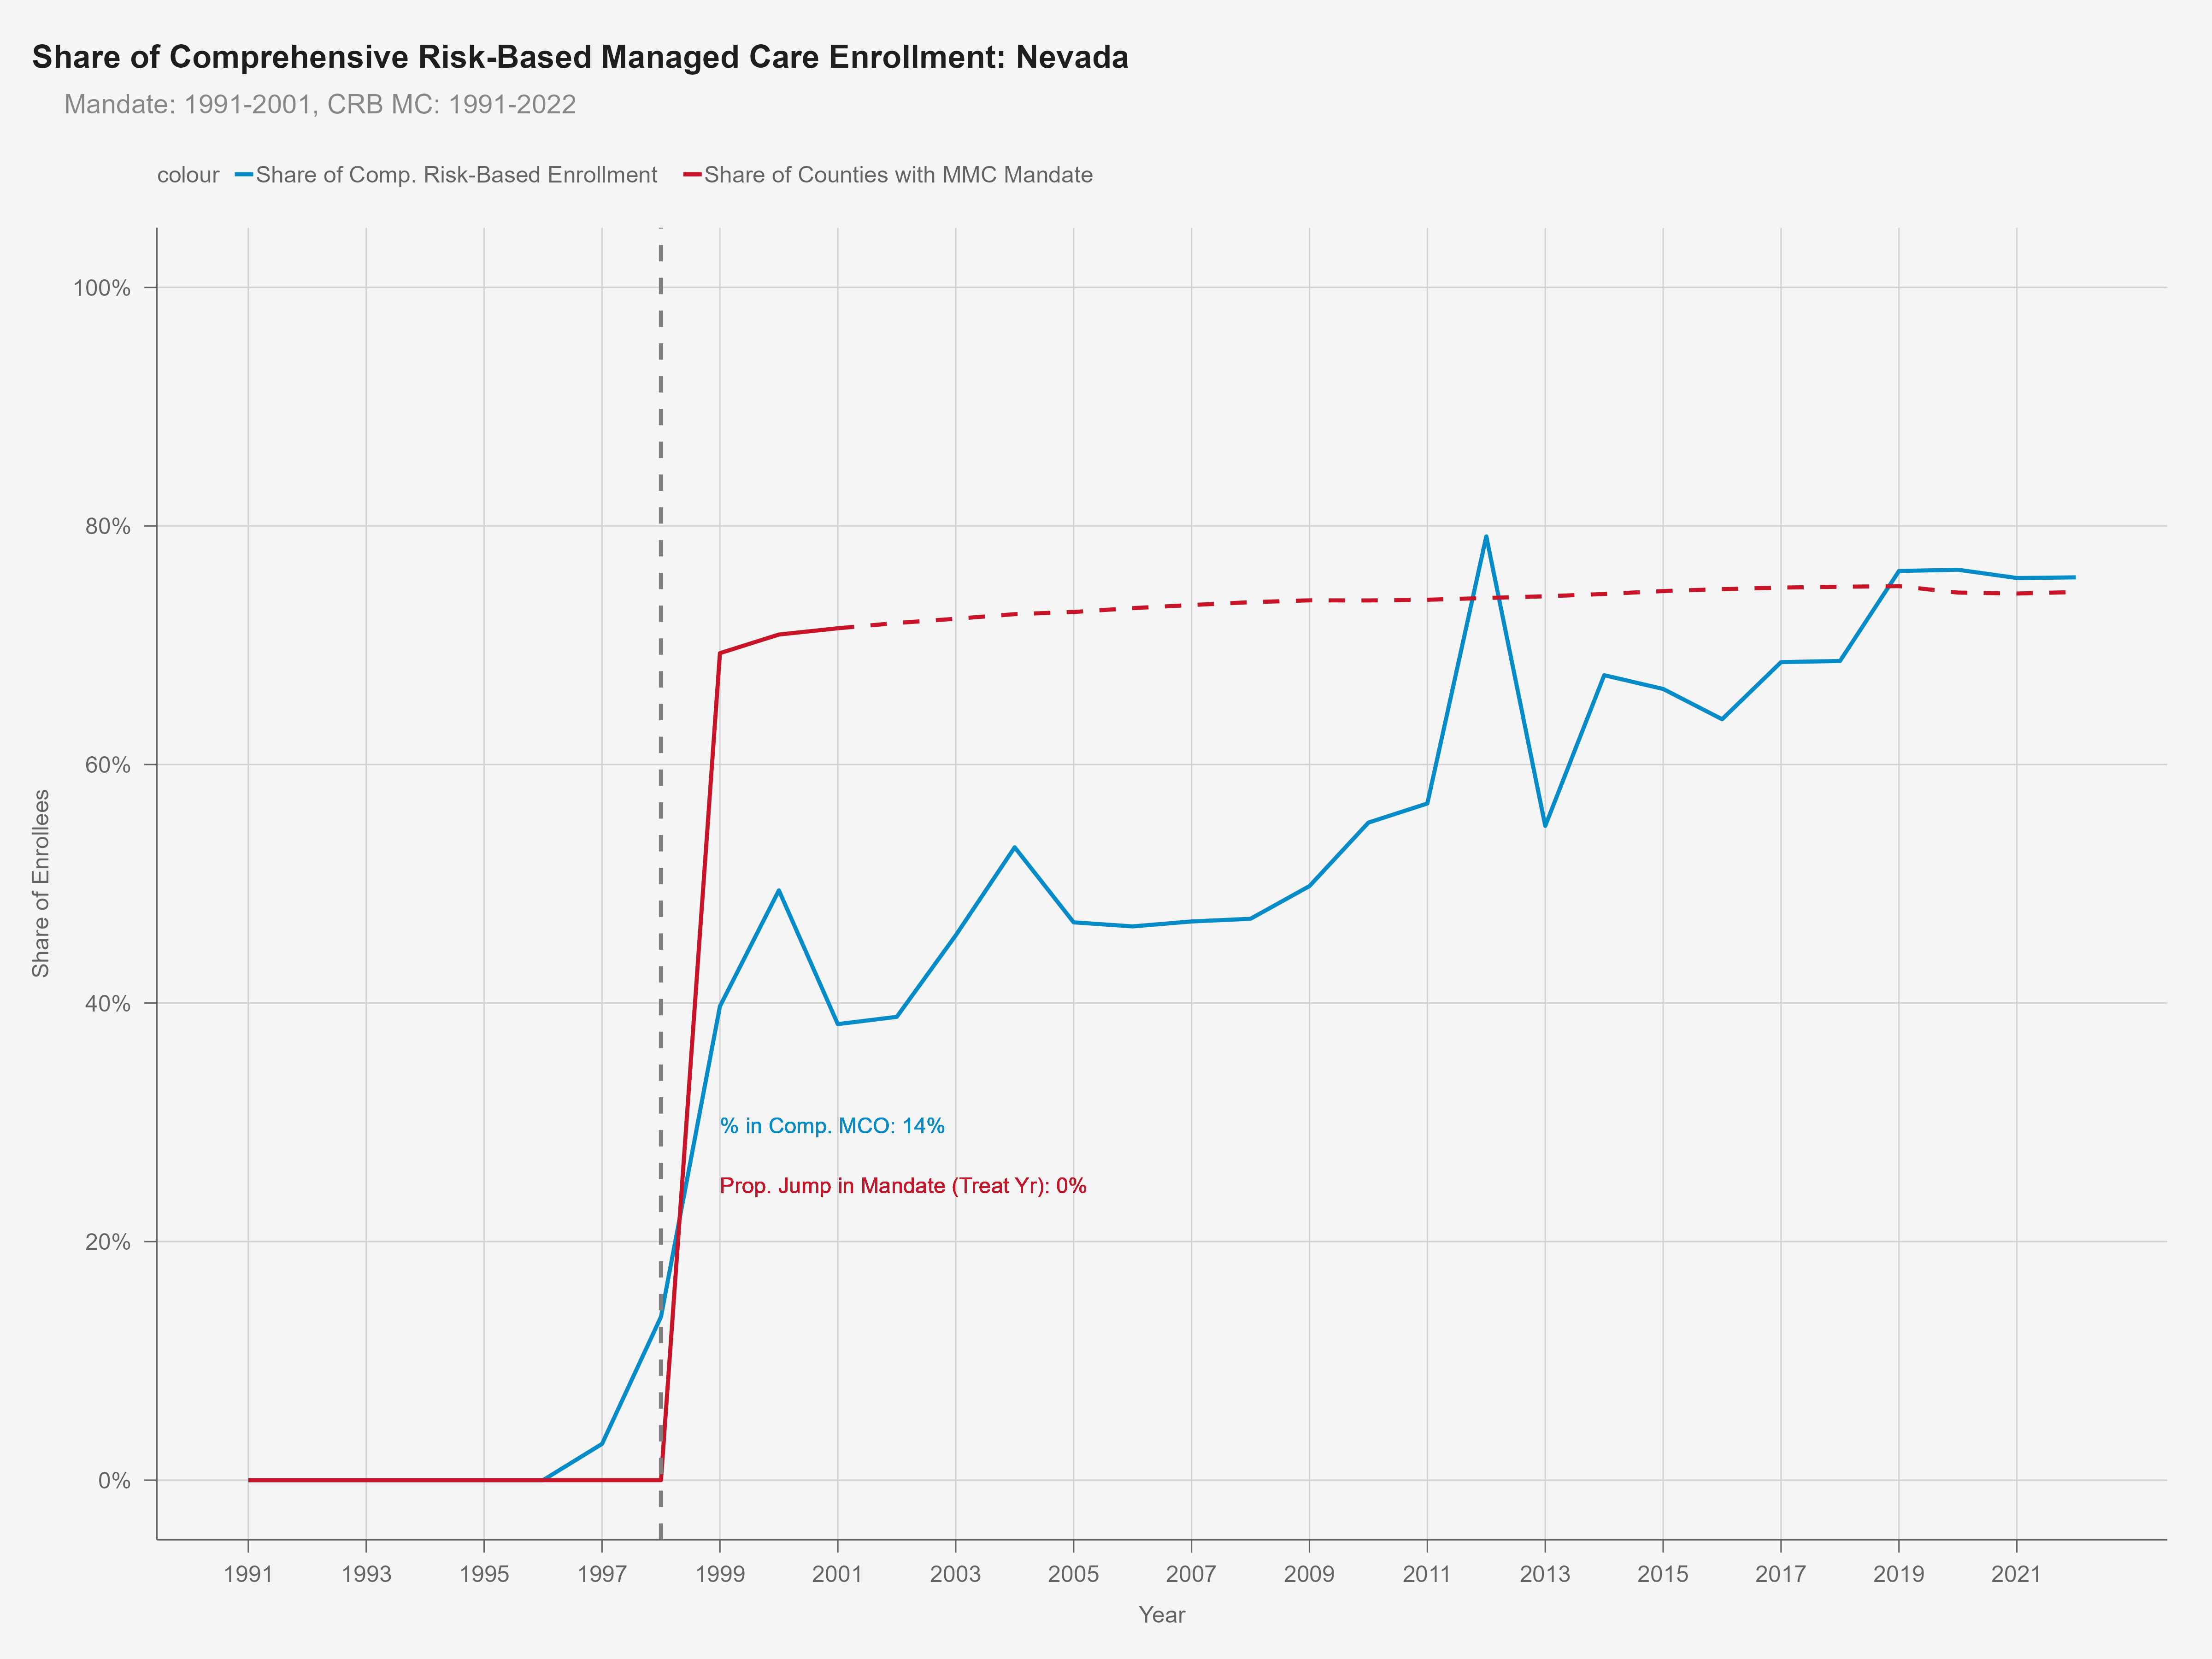 Share of Comprehensive Risk-Based Managed Care Enrollment: Nevada
Mandate: 1991-2001, CRB MC: 1991-2022
colour Share of Comp. Risk-Based Enrollment Share of Counties with MMC Mandate
100%
80%
60%
40%
20%
0%
Share of Enrollees
% in Comp. MCO: 14%
Prop. Jump in Mandate (Treat Yr): 0%
1991 1993 1995 1997 1999 2001 2003 2005 2007 2009 2011 2013 2015 2017 2019 2021
Year